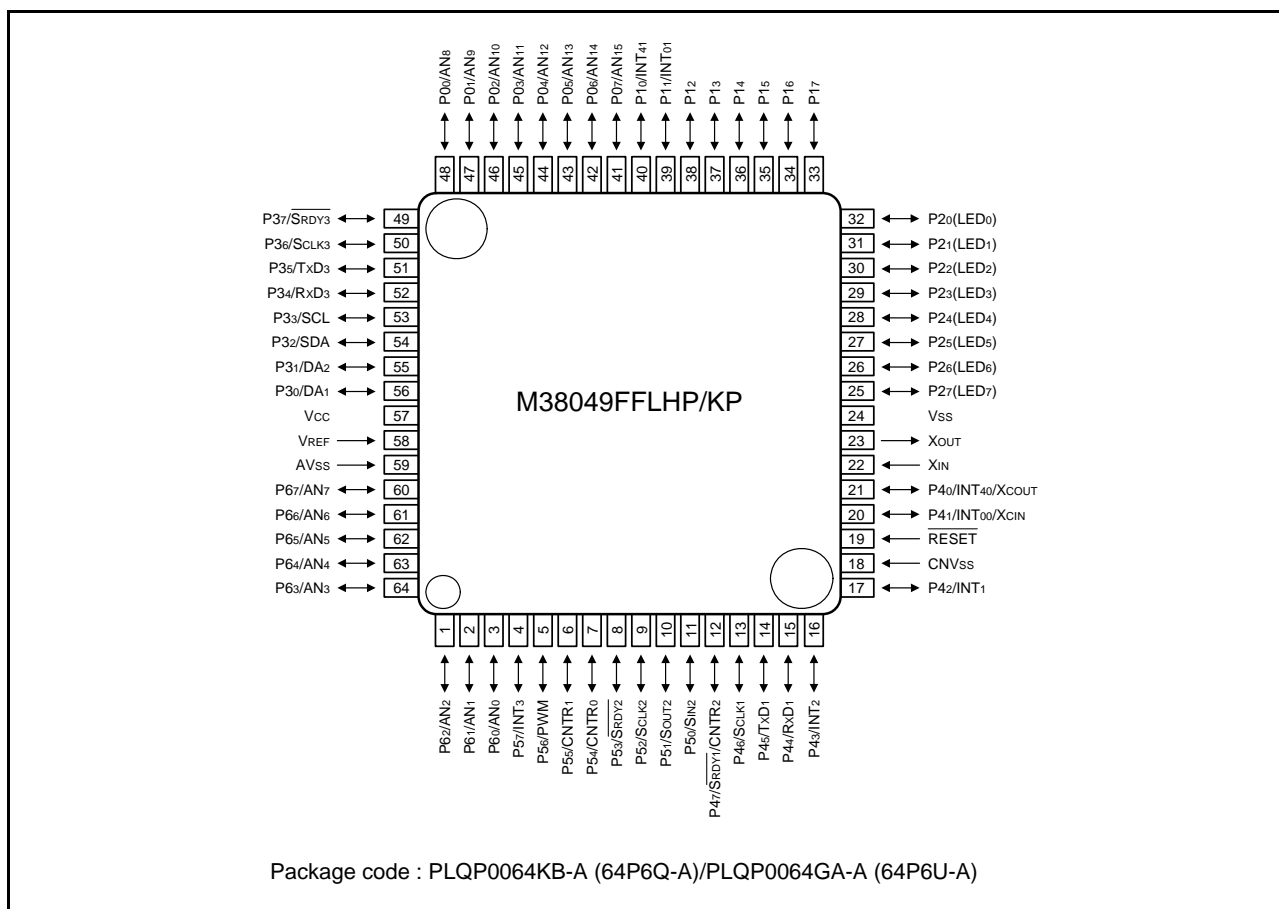 P00/AN8
P01/AN9
P02/AN10
P03/AN11
P04/AN12
P05/AN13
P06/AN14
P07/AN15
P10/INT41
P11/INT01
P12
P13
P14
P15
P16
P17
48 47 46 45 44 43 42 41 40 39 38 37 36 35 34 33
P37/SRDY3 49
P36/SCLK3 50
P35/TxD3 51
P34/RxD3 52
P33/SCL 53
P32/SDA 54
P31/DA2 55
P30/DA1 56
VCC 57
VREF 58
AVSS 59
P67/AN7 60
P66/AN6 61
P65/AN5 62
P64/AN4 63
P63/AN3 64
M38049FFLHP/KP
32 P20(LED0)
31 P21(LED1)
30 P22(LED2)
29 P23(LED3)
28 P24(LED4)
27 P25(LED5)
26 P26(LED6)
25 P27(LED7)
24 VSS
23 XOUT
22 XIN
21 P40/INT40/XCOUT
20 P41/INT00/XCIN
19 RESET
18 CNVSS
17 P42/INT1
1 2 3 4 5 6 7 8 9 10 11 12 13 14 15 16
P62/AN2
P61/AN1
P60/AN0
P57/INT3
P56/PWM
P55/CNTR1
P54/CNTR0
P53/SRDY2
P52/SCLK2
P51/SOUT2
P50/SIN2
P47/SRDY1/CNTR2
P46/SCLK1
P45/TxD1
P44/RxD1
P43/INT2
Package code : PLQP0064KB-A (64P6Q-A)/PLQP0064GA-A (64P6U-A)